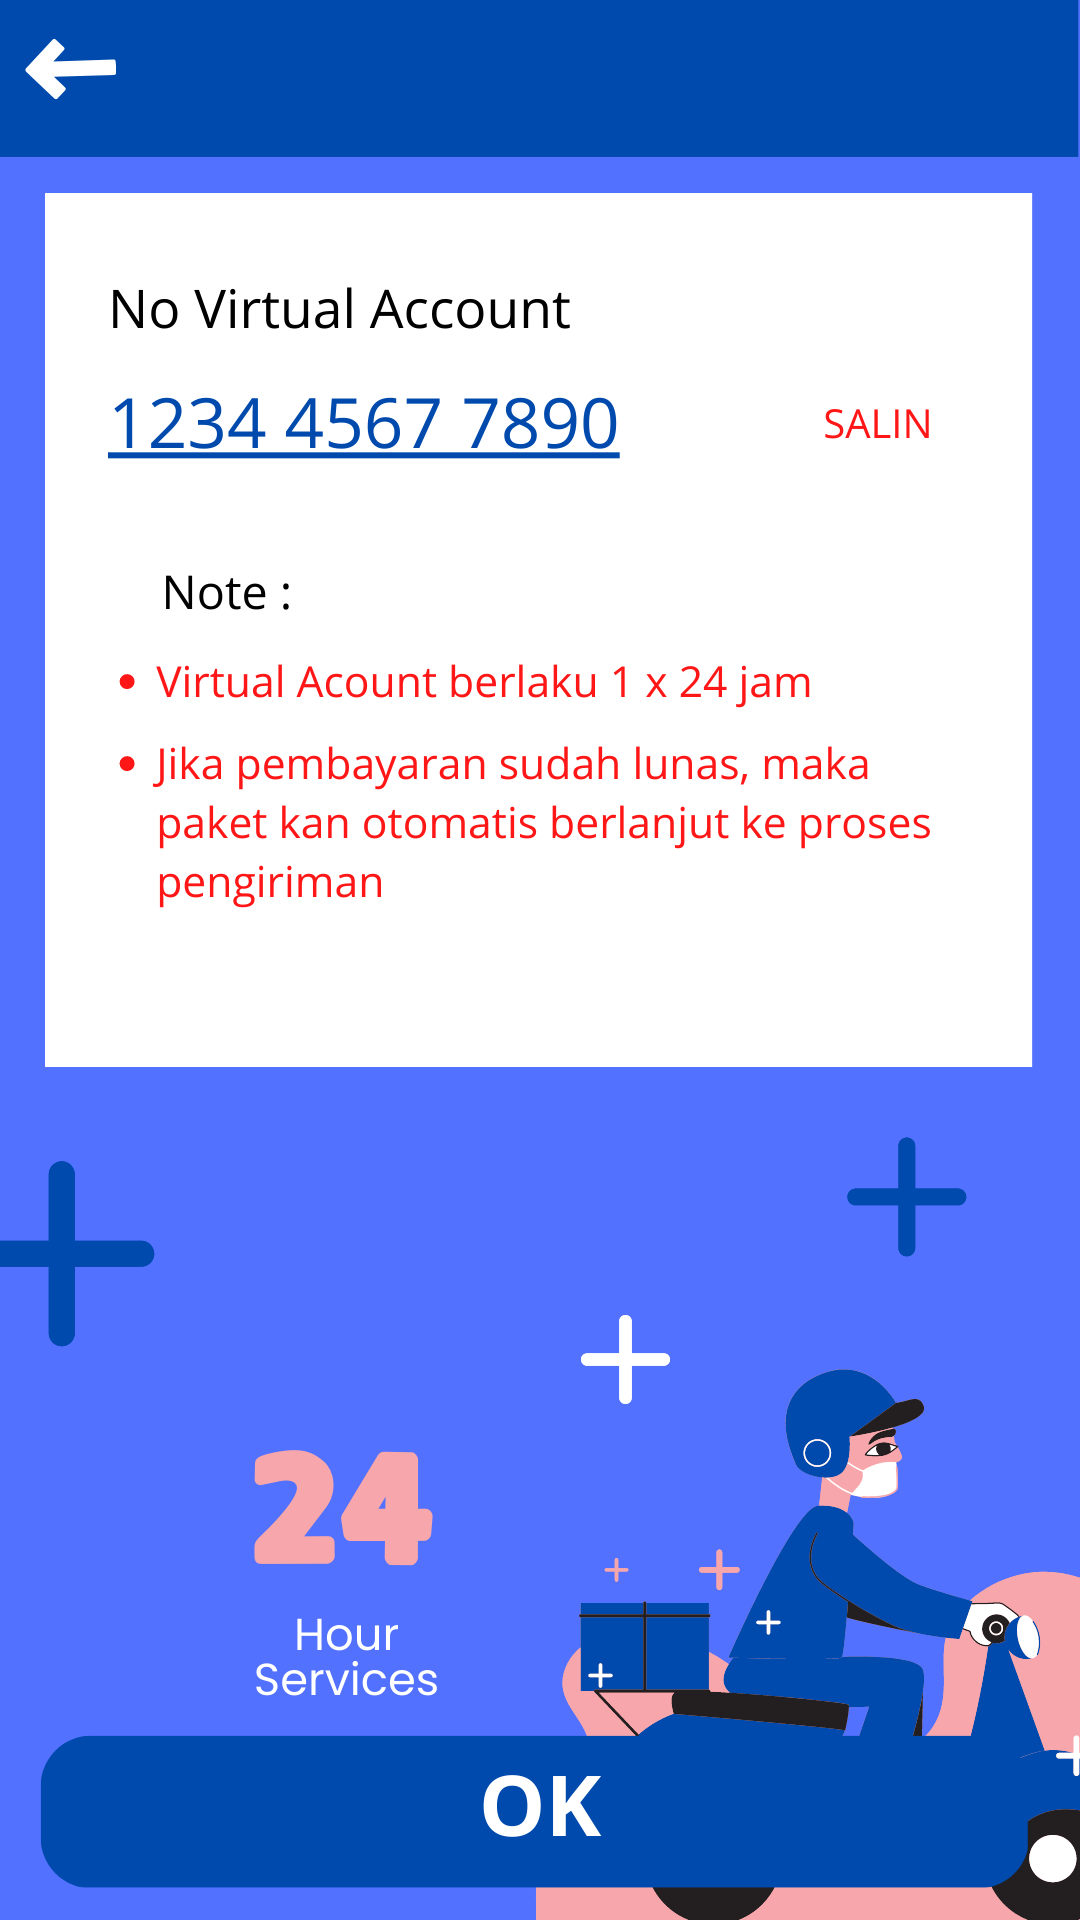 No Virtual Account
1234 4567 7890
SALIN
Note :
Virtual Acount berlaku 1 x 24 jam
Jika pembayaran sudah lunas, maka
paket kan otomatis berlanjut ke proses
pengiriman
24
Hour
Services
OK